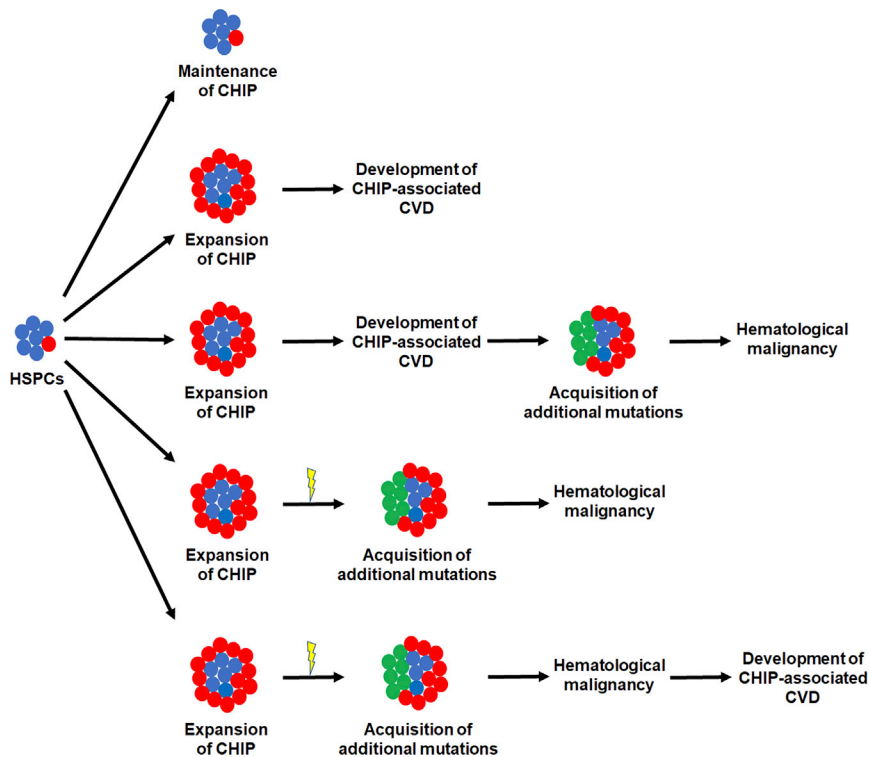 Maintenance
of CHIP
Expansion
of CHIP
Development of
CHIP-associated
CVD
HSPCs
Expansion
of CHIP
Development of
CHIP-associated
CVD
Acquisition of
additional mutations
Hematological
malignancy
Expansion
of CHIP
Acquisition of
additional mutations
Hematological
malignancy
Expansion
of CHIP
Acquisition of
additional mutations
Hematological
malignancy
Development of
CHIP-associated
CVD